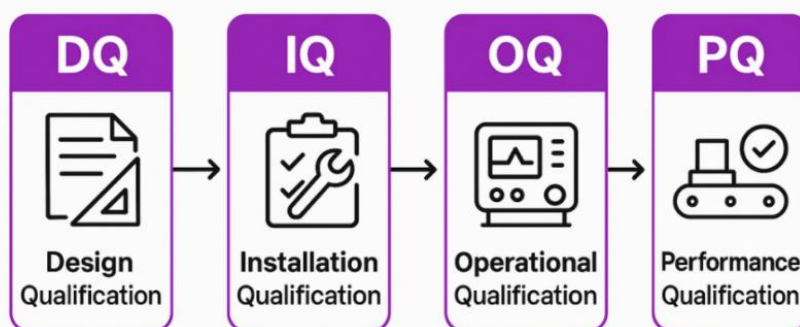 DQ
Design
Qualification
IQ
Installation
Qualification
OQ
Operational
Qualification
PQ
Performance
Qualification